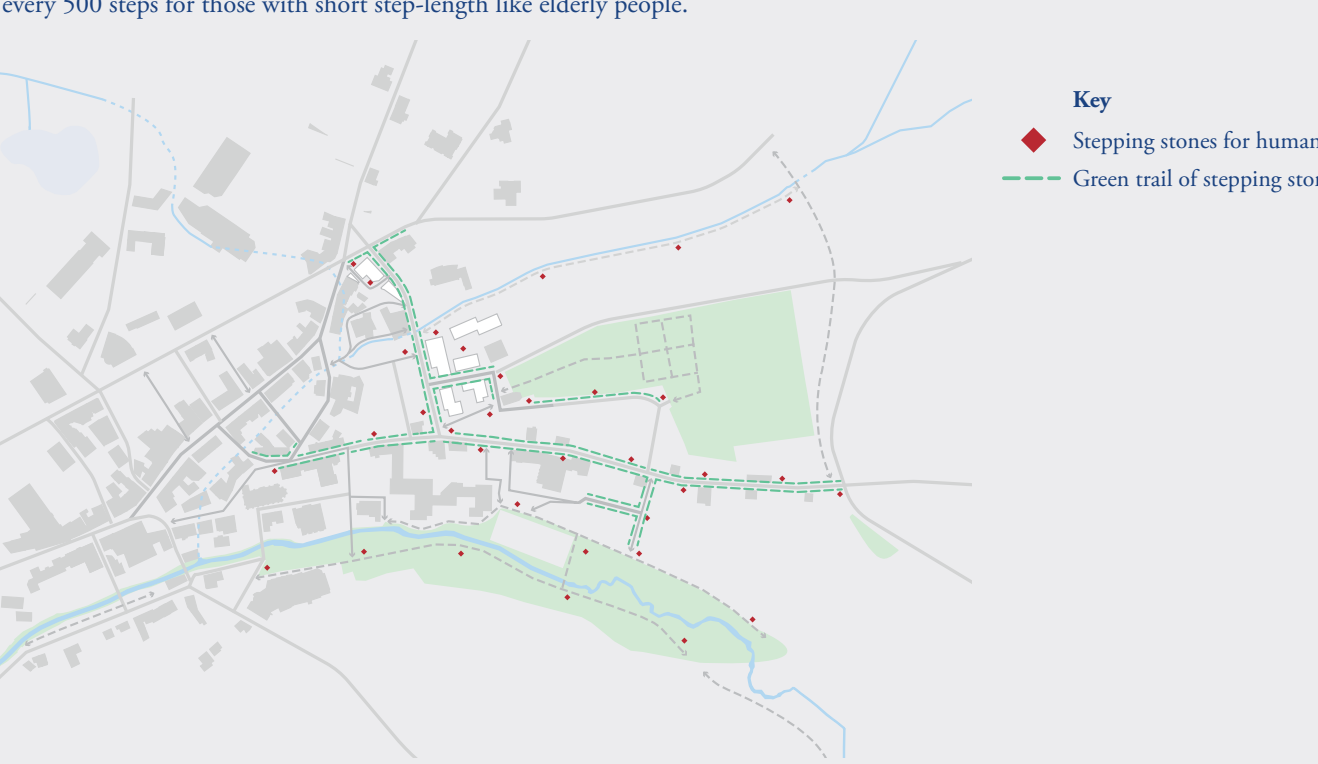 every 500 steps for those with short step-length like elderly people.
Key
Stepping stones for human
Green trail of stepping